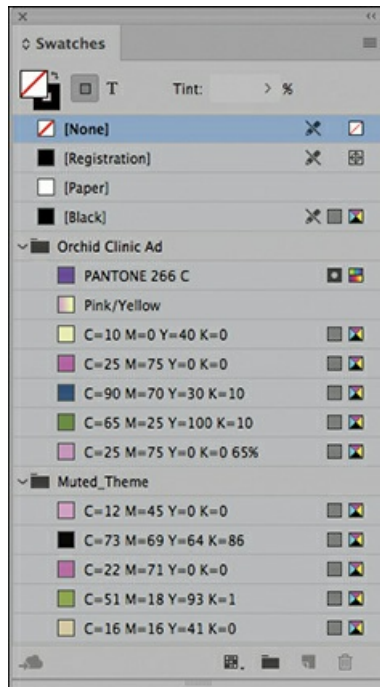 Swatches
T Tint: > %
[None]
[Registration]
[Paper]
[Black]
Orchid Clinic Ad
PANTONE 266 C
Pink/Yellow
C=10 M=0 Y=40 K=0
C=25 M=75 Y=0 K=0
C=90 M=70 Y=30 K=10
C=65 M=25 Y=100 K=10
C=25 M=75 Y=0 K=0 65%
Muted_Theme
C=12 M=45 Y=0 K=0
C=73 M=69 Y=64 K=86
C=22 M=71 Y=0 K=0
C=51 M=18 Y=93 K=1
C=16 M=16 Y=41 K=0